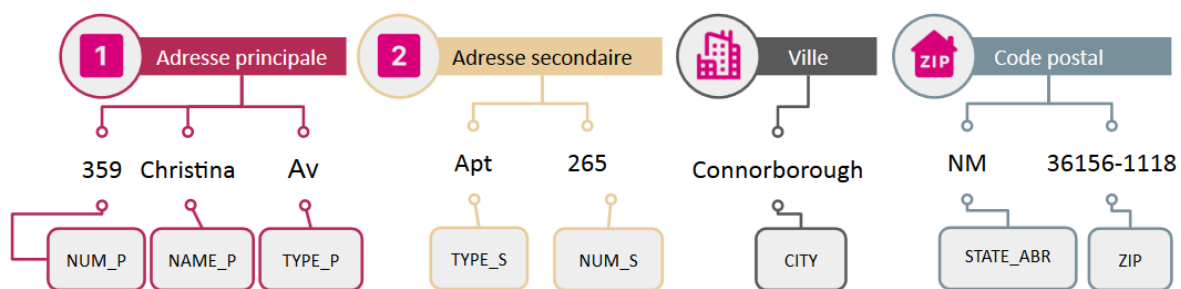 1 Adresse principale 2 Adresse secondaire Ville ZIP Code postal
359 Christina Av Apt 265 Connorborough NM 36156-1118
NUM_P NAME_P TYPE_P TYPE_S NUM_S CITY STATE_ABR ZIP